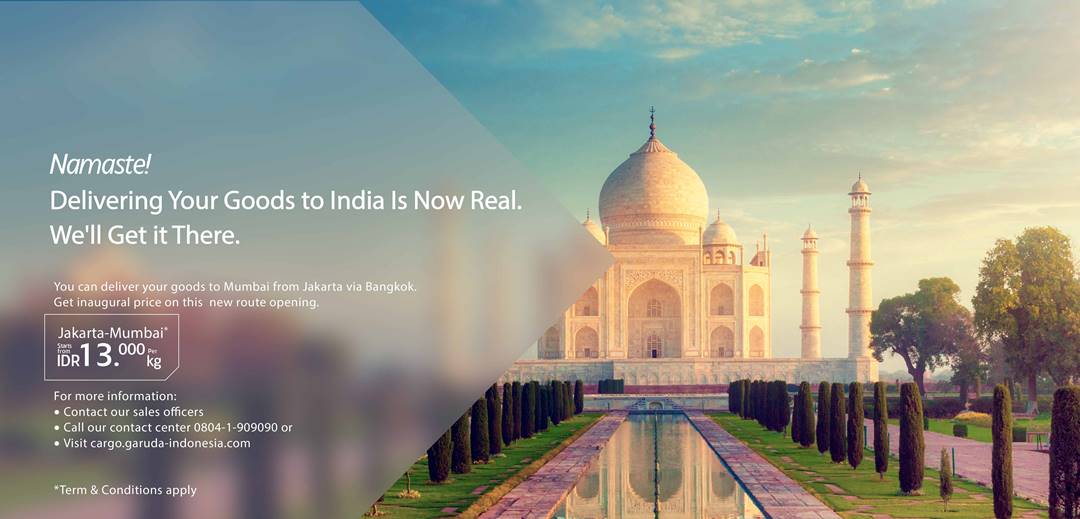 Namaste!
Delivering Your Goods to India Is Now Real.
We'll Get it There.
You can deliver your goods to Mumbai from Jakarta via Bangkok.
Get inaugural price on this new route opening.
Jakarta-Mumbai*
Starts from IDR 13.000 Per kg
For more information:
• Contact our sales officers
• Call our contact center 0804-1-909090 or
• Visit cargo.garuda-indonesia.com
*Term & Conditions apply